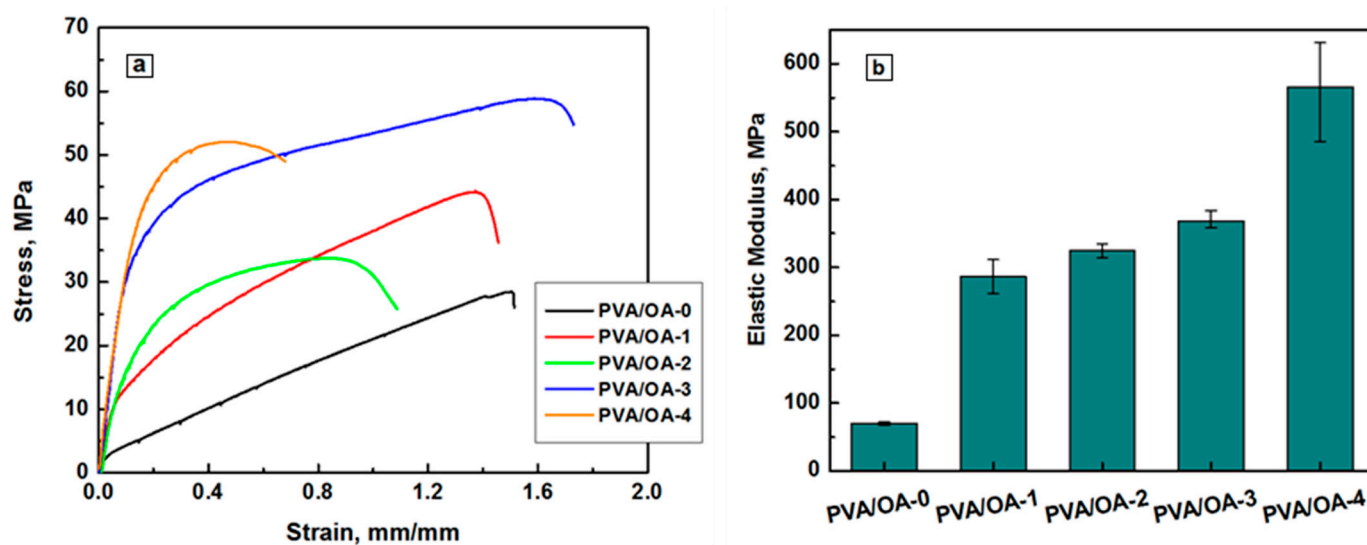 a
Stress, MPa
70
60
50
40
30
20
10
0
0.0 0.4 0.8 1.2 1.6 2.0
Strain, mm/mm
PVA/OA-0
PVA/OA-1
PVA/OA-2
PVA/OA-3
PVA/OA-4
b
Elastic Modulus, MPa
600
500
400
300
200
100
0
PVA/OA-0 PVA/OA-1 PVA/OA-2 PVA/OA-3 PVA/OA-4